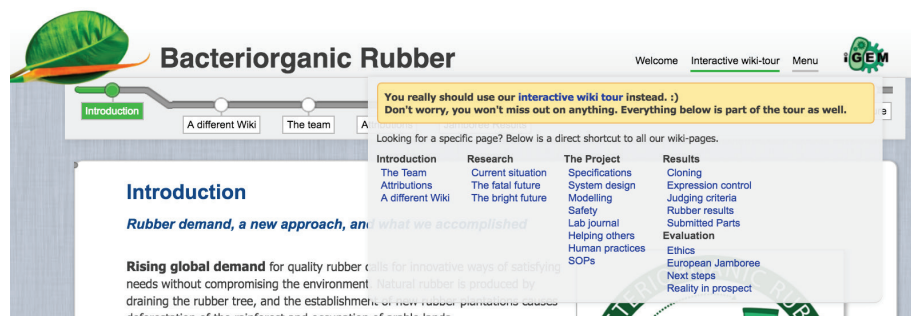 Bacteriorganic Rubber
Welcome Interactive wiki-tour Menu
iGEM
Introduction
A different Wiki
The team
You really should use our interactive wiki tour instead. :)
Don't worry, you won't miss out on anything. Everything below is part of the tour as well.
Looking for a specific page? Below is a direct shortcut to all our wiki-pages.
Introduction
The Team
Attributions
A different Wiki
Research
Current situation
The fatal future
The bright future
The Project
Specifications
System design
Modelling
Safety
Lab journal
Helping others
Human practices
SOPs
Results
Cloning
Expression control
Judging criteria
Rubber results
Submitted Parts
Evaluation
Ethics
European Jamboree
Next steps
Reality in prospect
Introduction
Rubber demand, a new approach, and what we accomplished
Rising global demand for quality rubber calls for innovative ways of satisfying
needs without compromising the environment. Natural rubber is produced by
draining the rubber tree, and the establishment of new rubber plantations causes